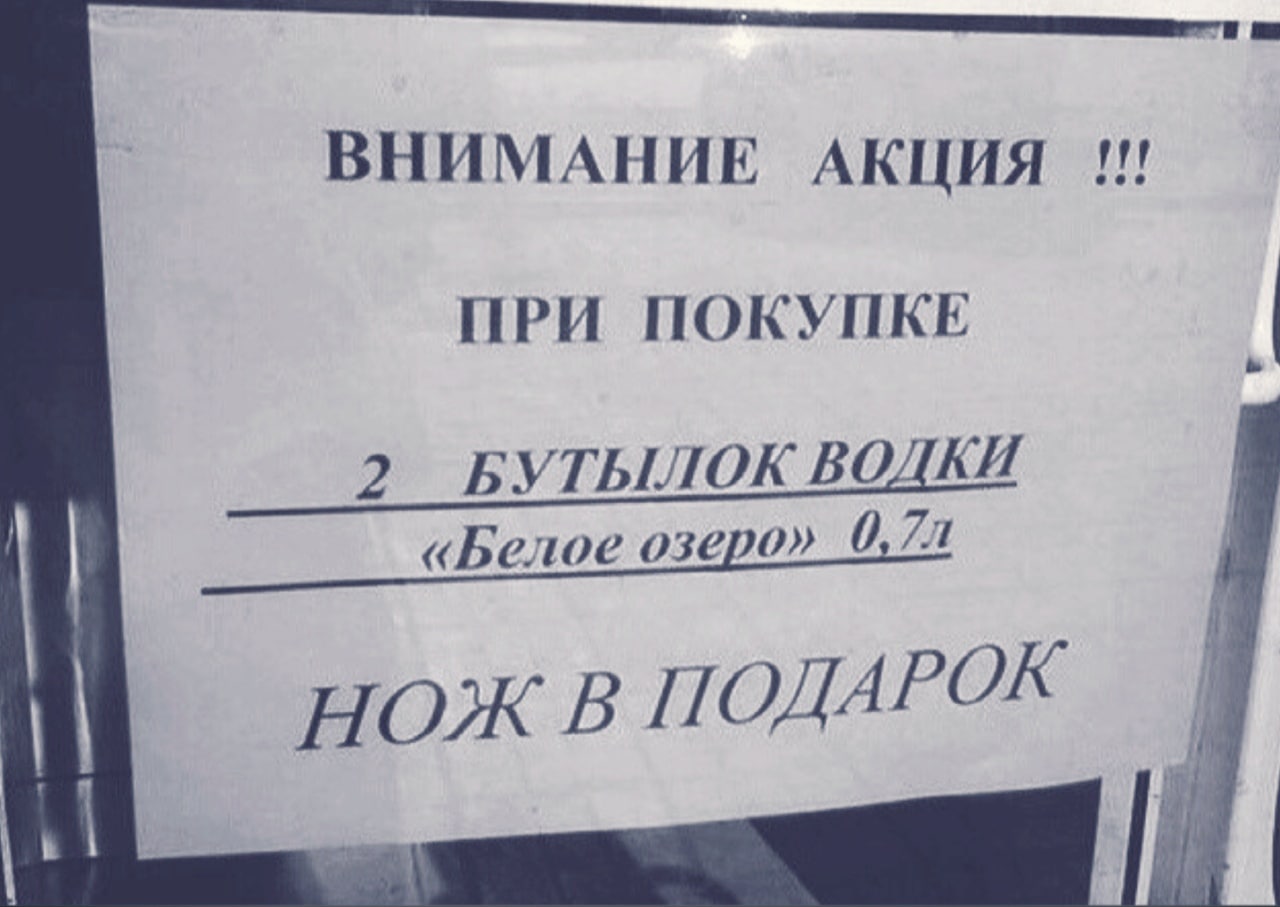 ВНИМАНИЕ АКЦИЯ !!!
ПРИ ПОКУПКЕ
2 БУТЫЛОК ВОДКИ
«Белое озеро» 0,7л
НОЖ В ПОДАРОК